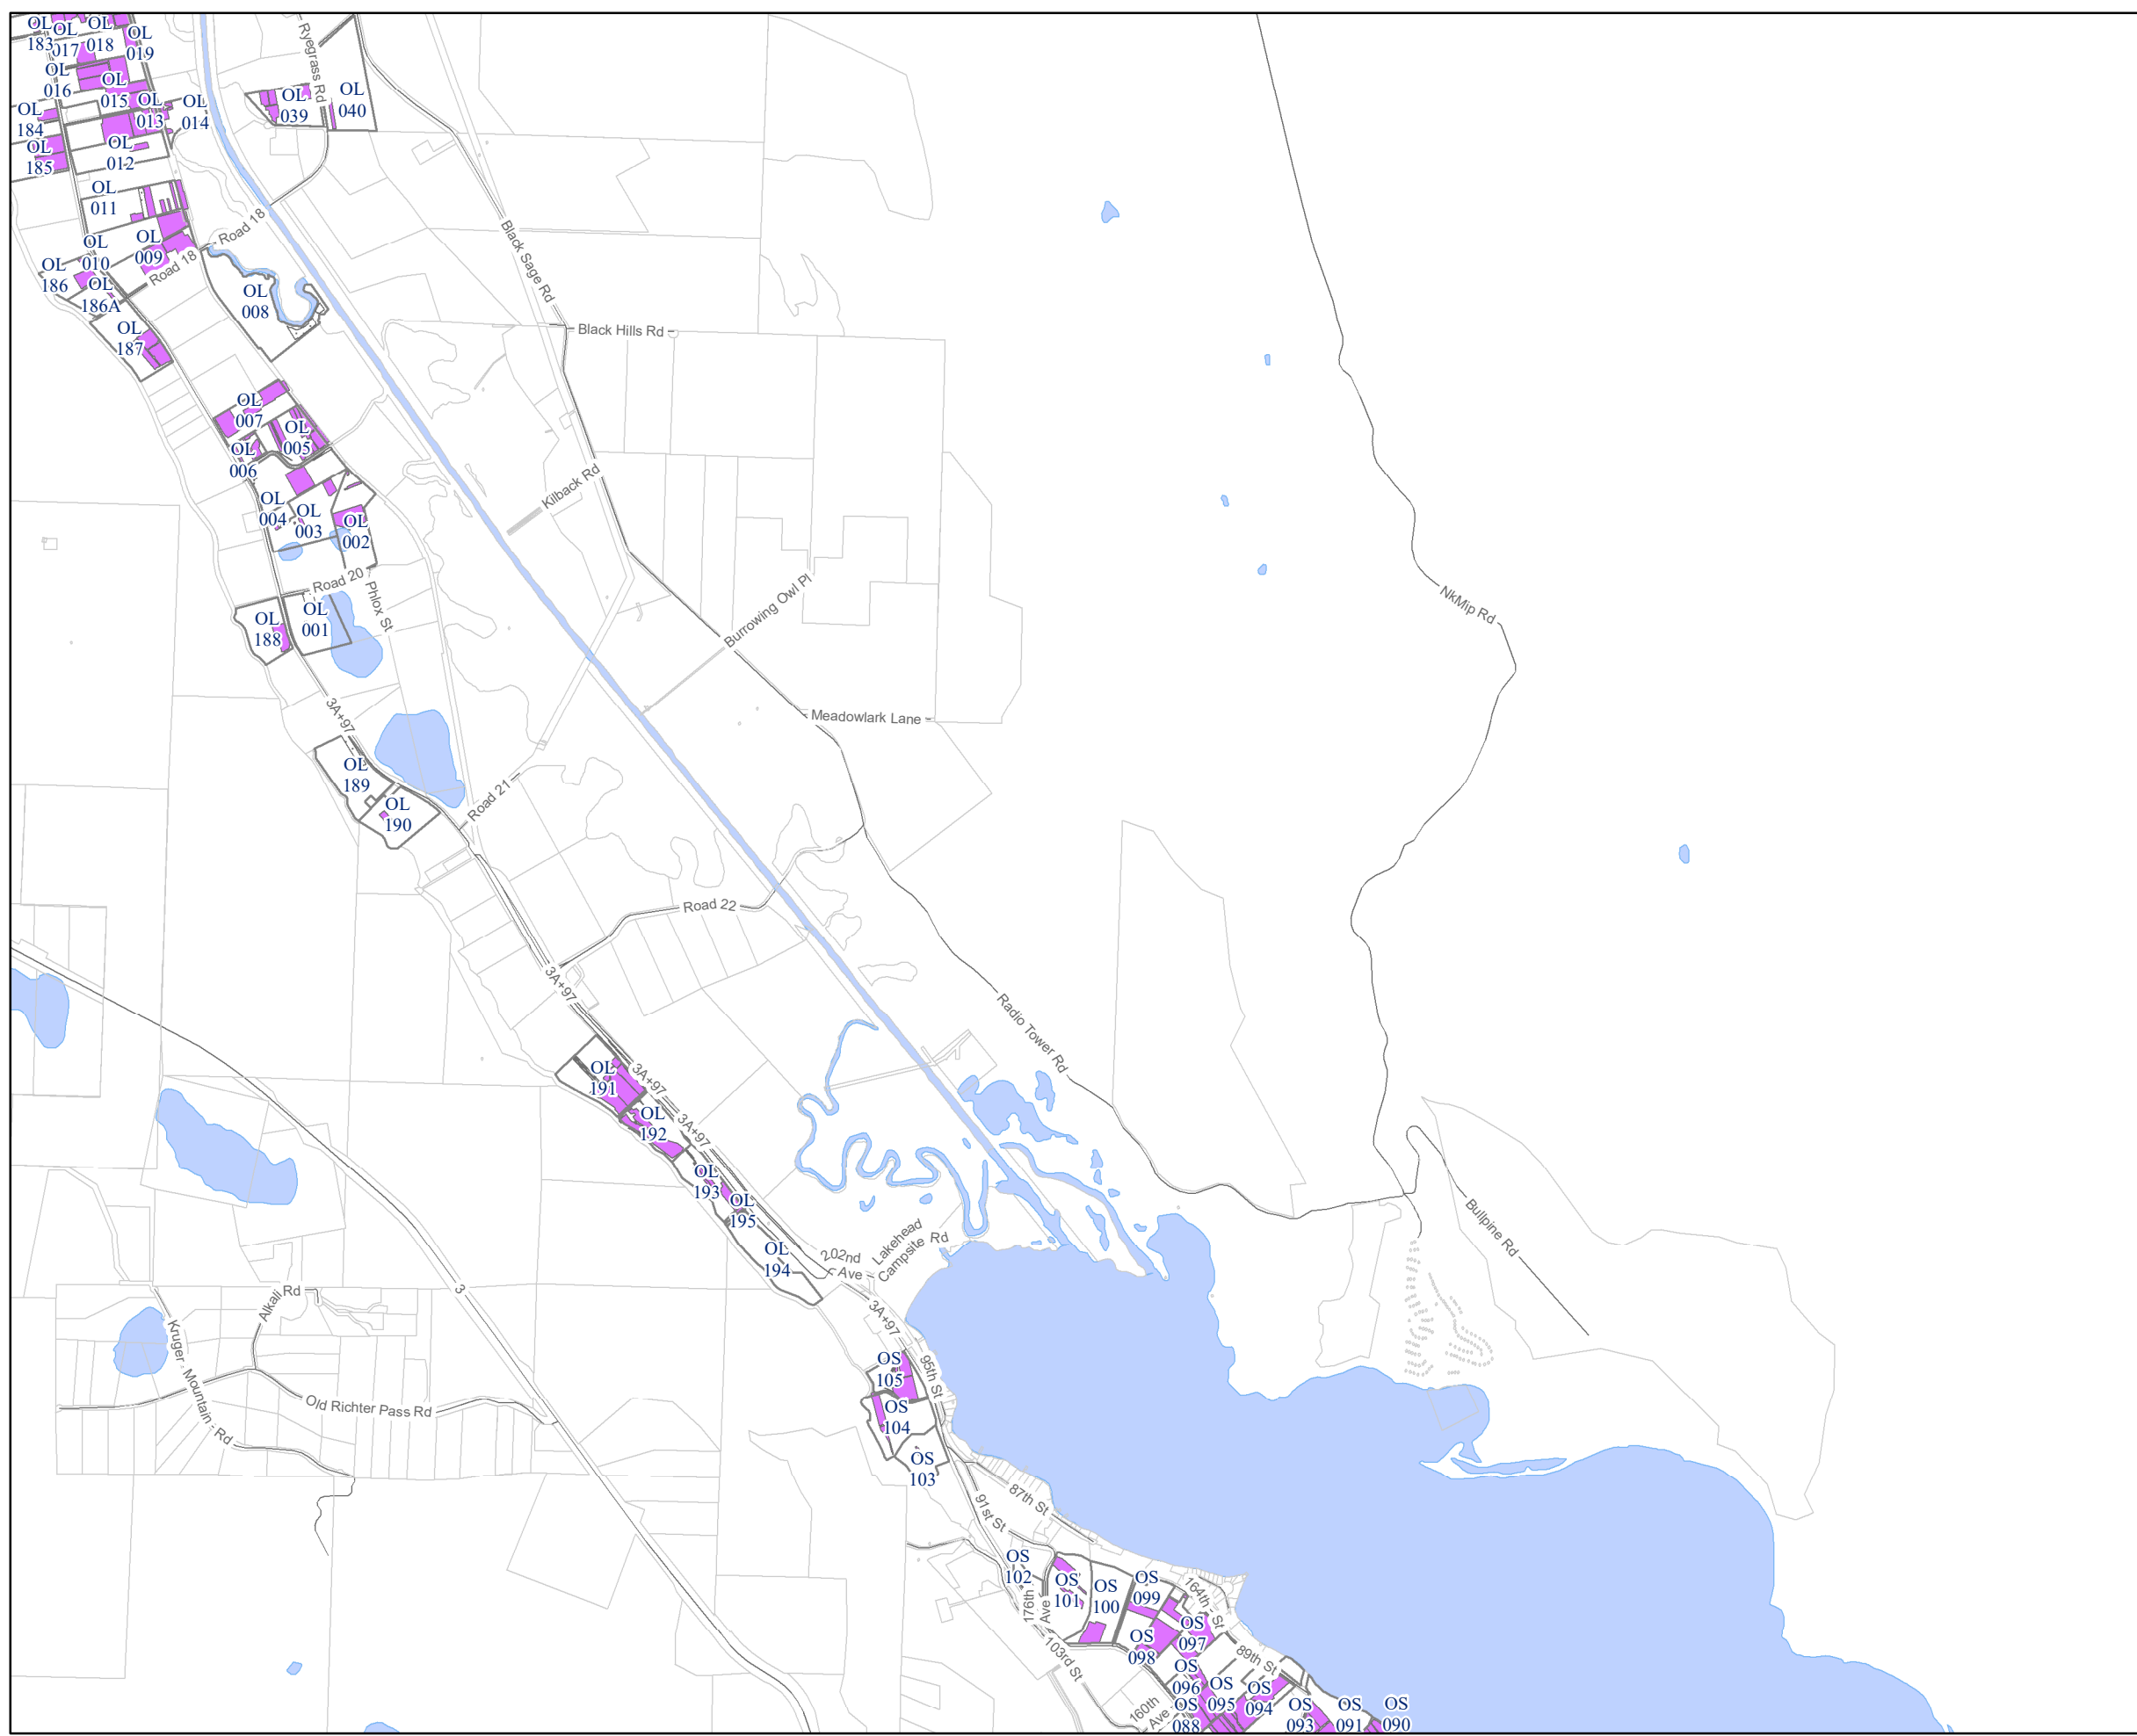 OL
183
OL
017
OL
018
OL
019
OL
016
OL
015
OL
013
OL
014
OL
184
OL
185
OL
012
Ryegrass Rd
OL
039
OL
040
OL
011
OL
010
OL
009
Road 18
Road 18
OL
186
OL
186A
OL
187
OL
008
Black Sage Rd
Black Hills Rd
OL
007
OL
005
OL
006
OL
004
OL
003
OL
002
Kilback Rd
Road 20
Phlox St
OL
188
OL
001
Burrowing Owl Pl
NkMip Rd
3A+97
Meadowlark Lane
OL
189
OL
190
Road 21
Road 22
3A+97
Radio Tower Rd
OL
191
3A+97
OL
192
3A+97
OL
193
OL
195
OL
194
202nd
Ave
Lakehead
Campsite Rd
Bullpine Rd
3
Alkali Rd
Kruger Mountain Rd
Old Richter Pass Rd
3A+97
95th St
OS
105
OS
104
OS
103
87th St
91st St
OS
102
176th
Ave
OS
101
OS
100
OS
099
164th St
OS
098
OS
097
103rd St
89th St
OS
096
OS
095
OS
094
160th
Ave
OS
088
OS
093
OS
091
OS
090